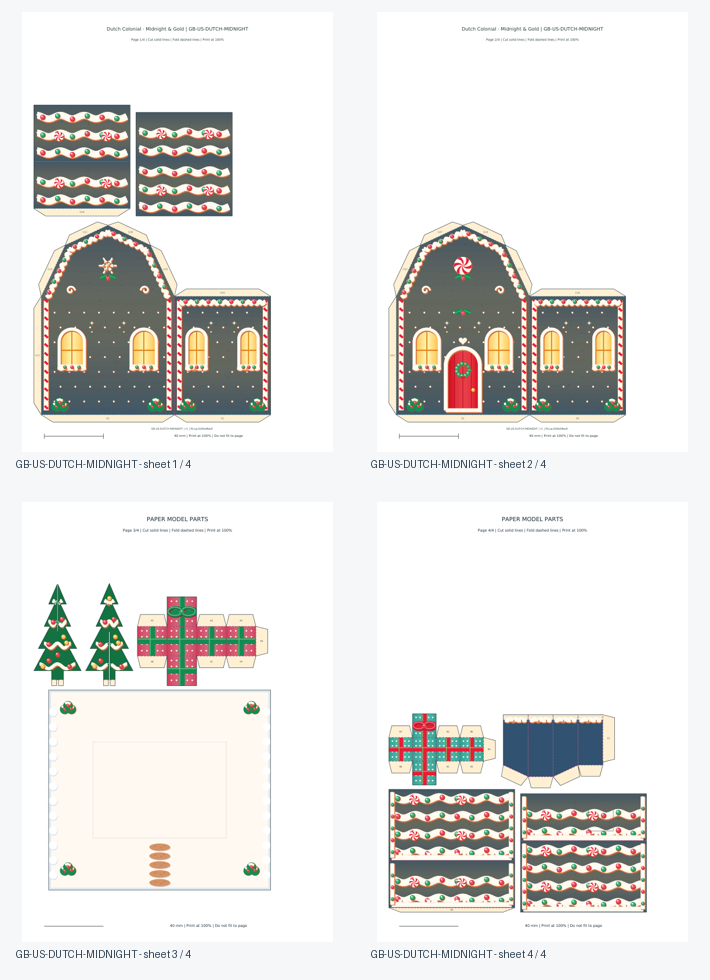 Dutch Colonial · Midnight & Gold | GB-US-DUTCH-MIDNIGHT
Page 1/4 | Cut solid lines | Fold dashed lines | Print at 100%
40 mm | Print at 100% | Do not fit to page
GB-US-DUTCH-MIDNIGHT - sheet 1 / 4
Dutch Colonial · Midnight & Gold | GB-US-DUTCH-MIDNIGHT
Page 2/4 | Cut solid lines | Fold dashed lines | Print at 100%
40 mm | Print at 100% | Do not fit to page
GB-US-DUTCH-MIDNIGHT - sheet 2 / 4
PAPER MODEL PARTS
Page 3/4 | Cut solid lines | Fold dashed lines | Print at 100%
40 mm | Print at 100% | Do not fit to page
GB-US-DUTCH-MIDNIGHT - sheet 3 / 4
PAPER MODEL PARTS
Page 4/4 | Cut solid lines | Fold dashed lines | Print at 100%
40 mm | Print at 100% | Do not fit to page
GB-US-DUTCH-MIDNIGHT - sheet 4 / 4